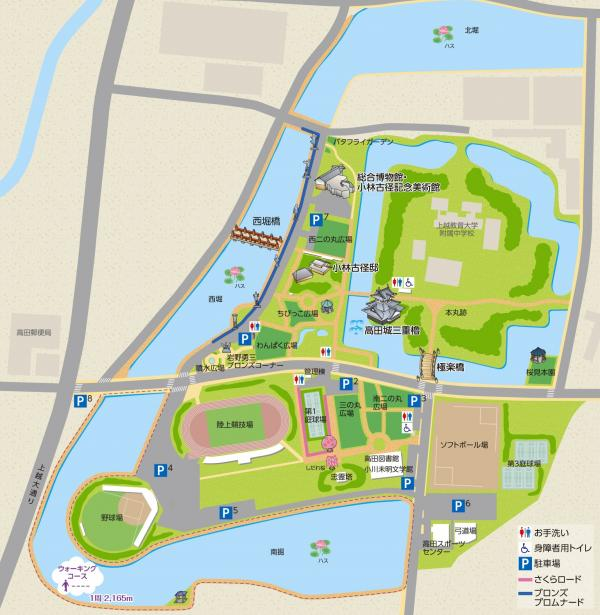 北堀
ハス
バタフライガーデン
総合博物館・
小林古径記念美術館
7
西堀橋
西二の丸広場
上越教育大学
附属中学校
小林古径邸
西堀
ハス
ちびっこ広場
高田城三重櫓
本丸跡
高田郵便局
1
わんぱく広場
岩野勇三
ブロンズコーナー
噴水広場
極楽橋
桜見本園
管理棟
8
2
3
陸上競技場
第1
庭球場
三の丸
広場
南二の丸
広場
ソフトボール場
第3庭球場
しだれ桜
忠霊塔
高田図書館
小川未明文学館
4
上越大通り
野球場
5
6
弓道場
高田スポーツ
センター
南堀
ハス
ウォーキング
コース
1周 2,165m
お手洗い
身障者用トイレ
P 駐車場
さくらロード
ブロンズ
プロムナード